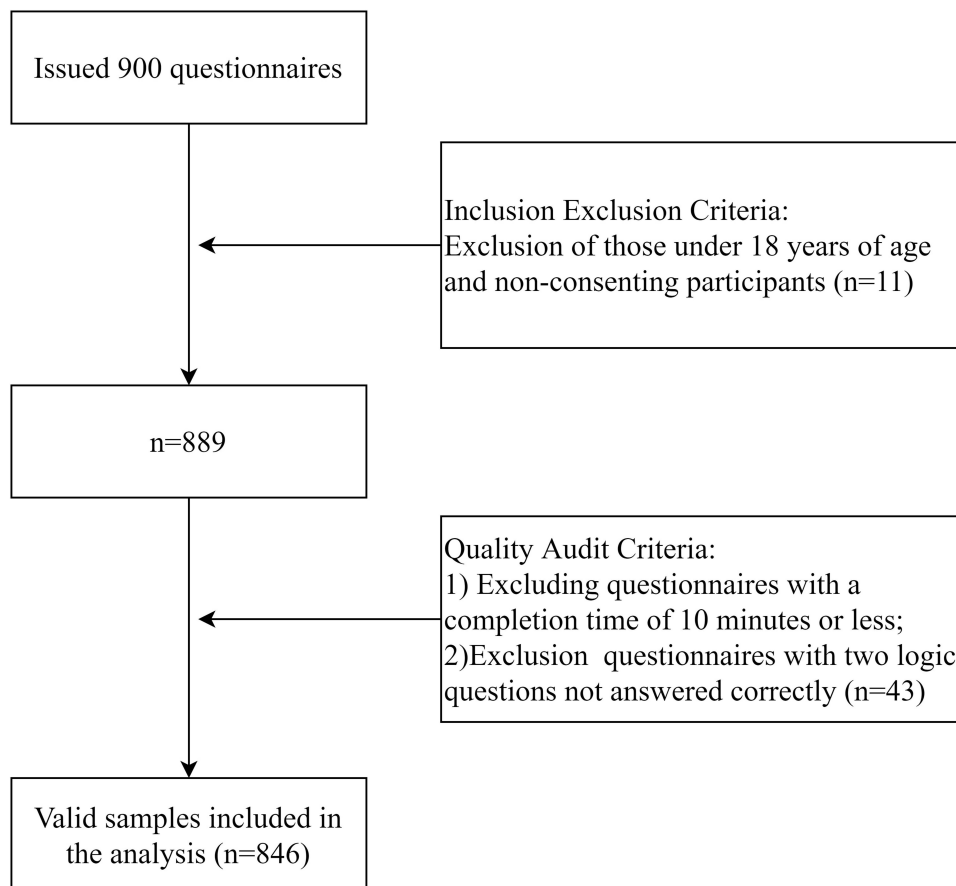 Issued 900 questionnaires
Inclusion Exclusion Criteria:
Exclusion of those under 18 years of age
and non-consenting participants (n=11)
n=889
Quality Audit Criteria:
1) Excluding questionnaires with a
completion time of 10 minutes or less;
2)Exclusion  questionnaires with two logic
questions not answered correctly (n=43)
Valid samples included in
the analysis (n=846)